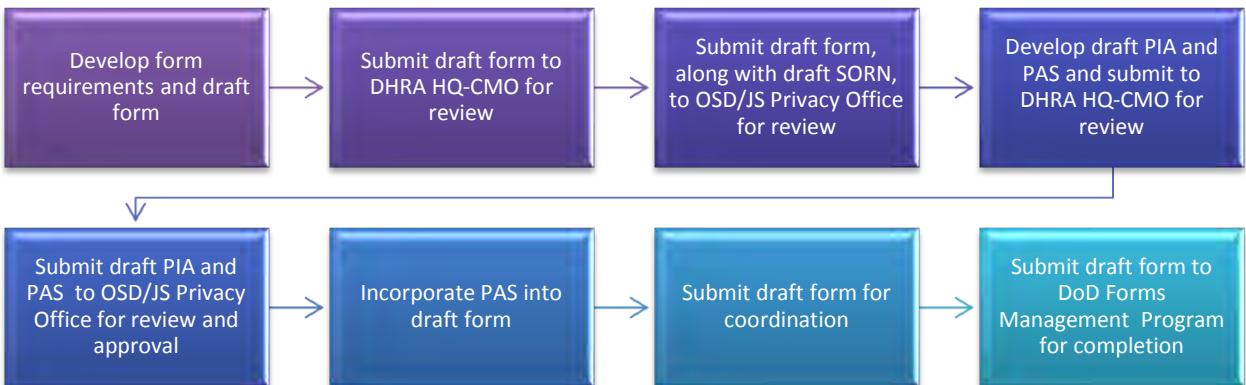 Develop form
requirements and draft
form
Submit draft form to
DHRA HQ-CMO for
review
Submit draft form,
along with draft SORN,
to OSD/JS Privacy Office
for review
Develop draft PIA and
PAS and submit to
DHRA HQ-CMO for
review
Submit draft PIA and
PAS to OSD/JS Privacy
Office for review and
approval
Incorporate PAS into
draft form
Submit draft form for
coordination
Submit draft form to
DoD Forms
Management Program
for completion